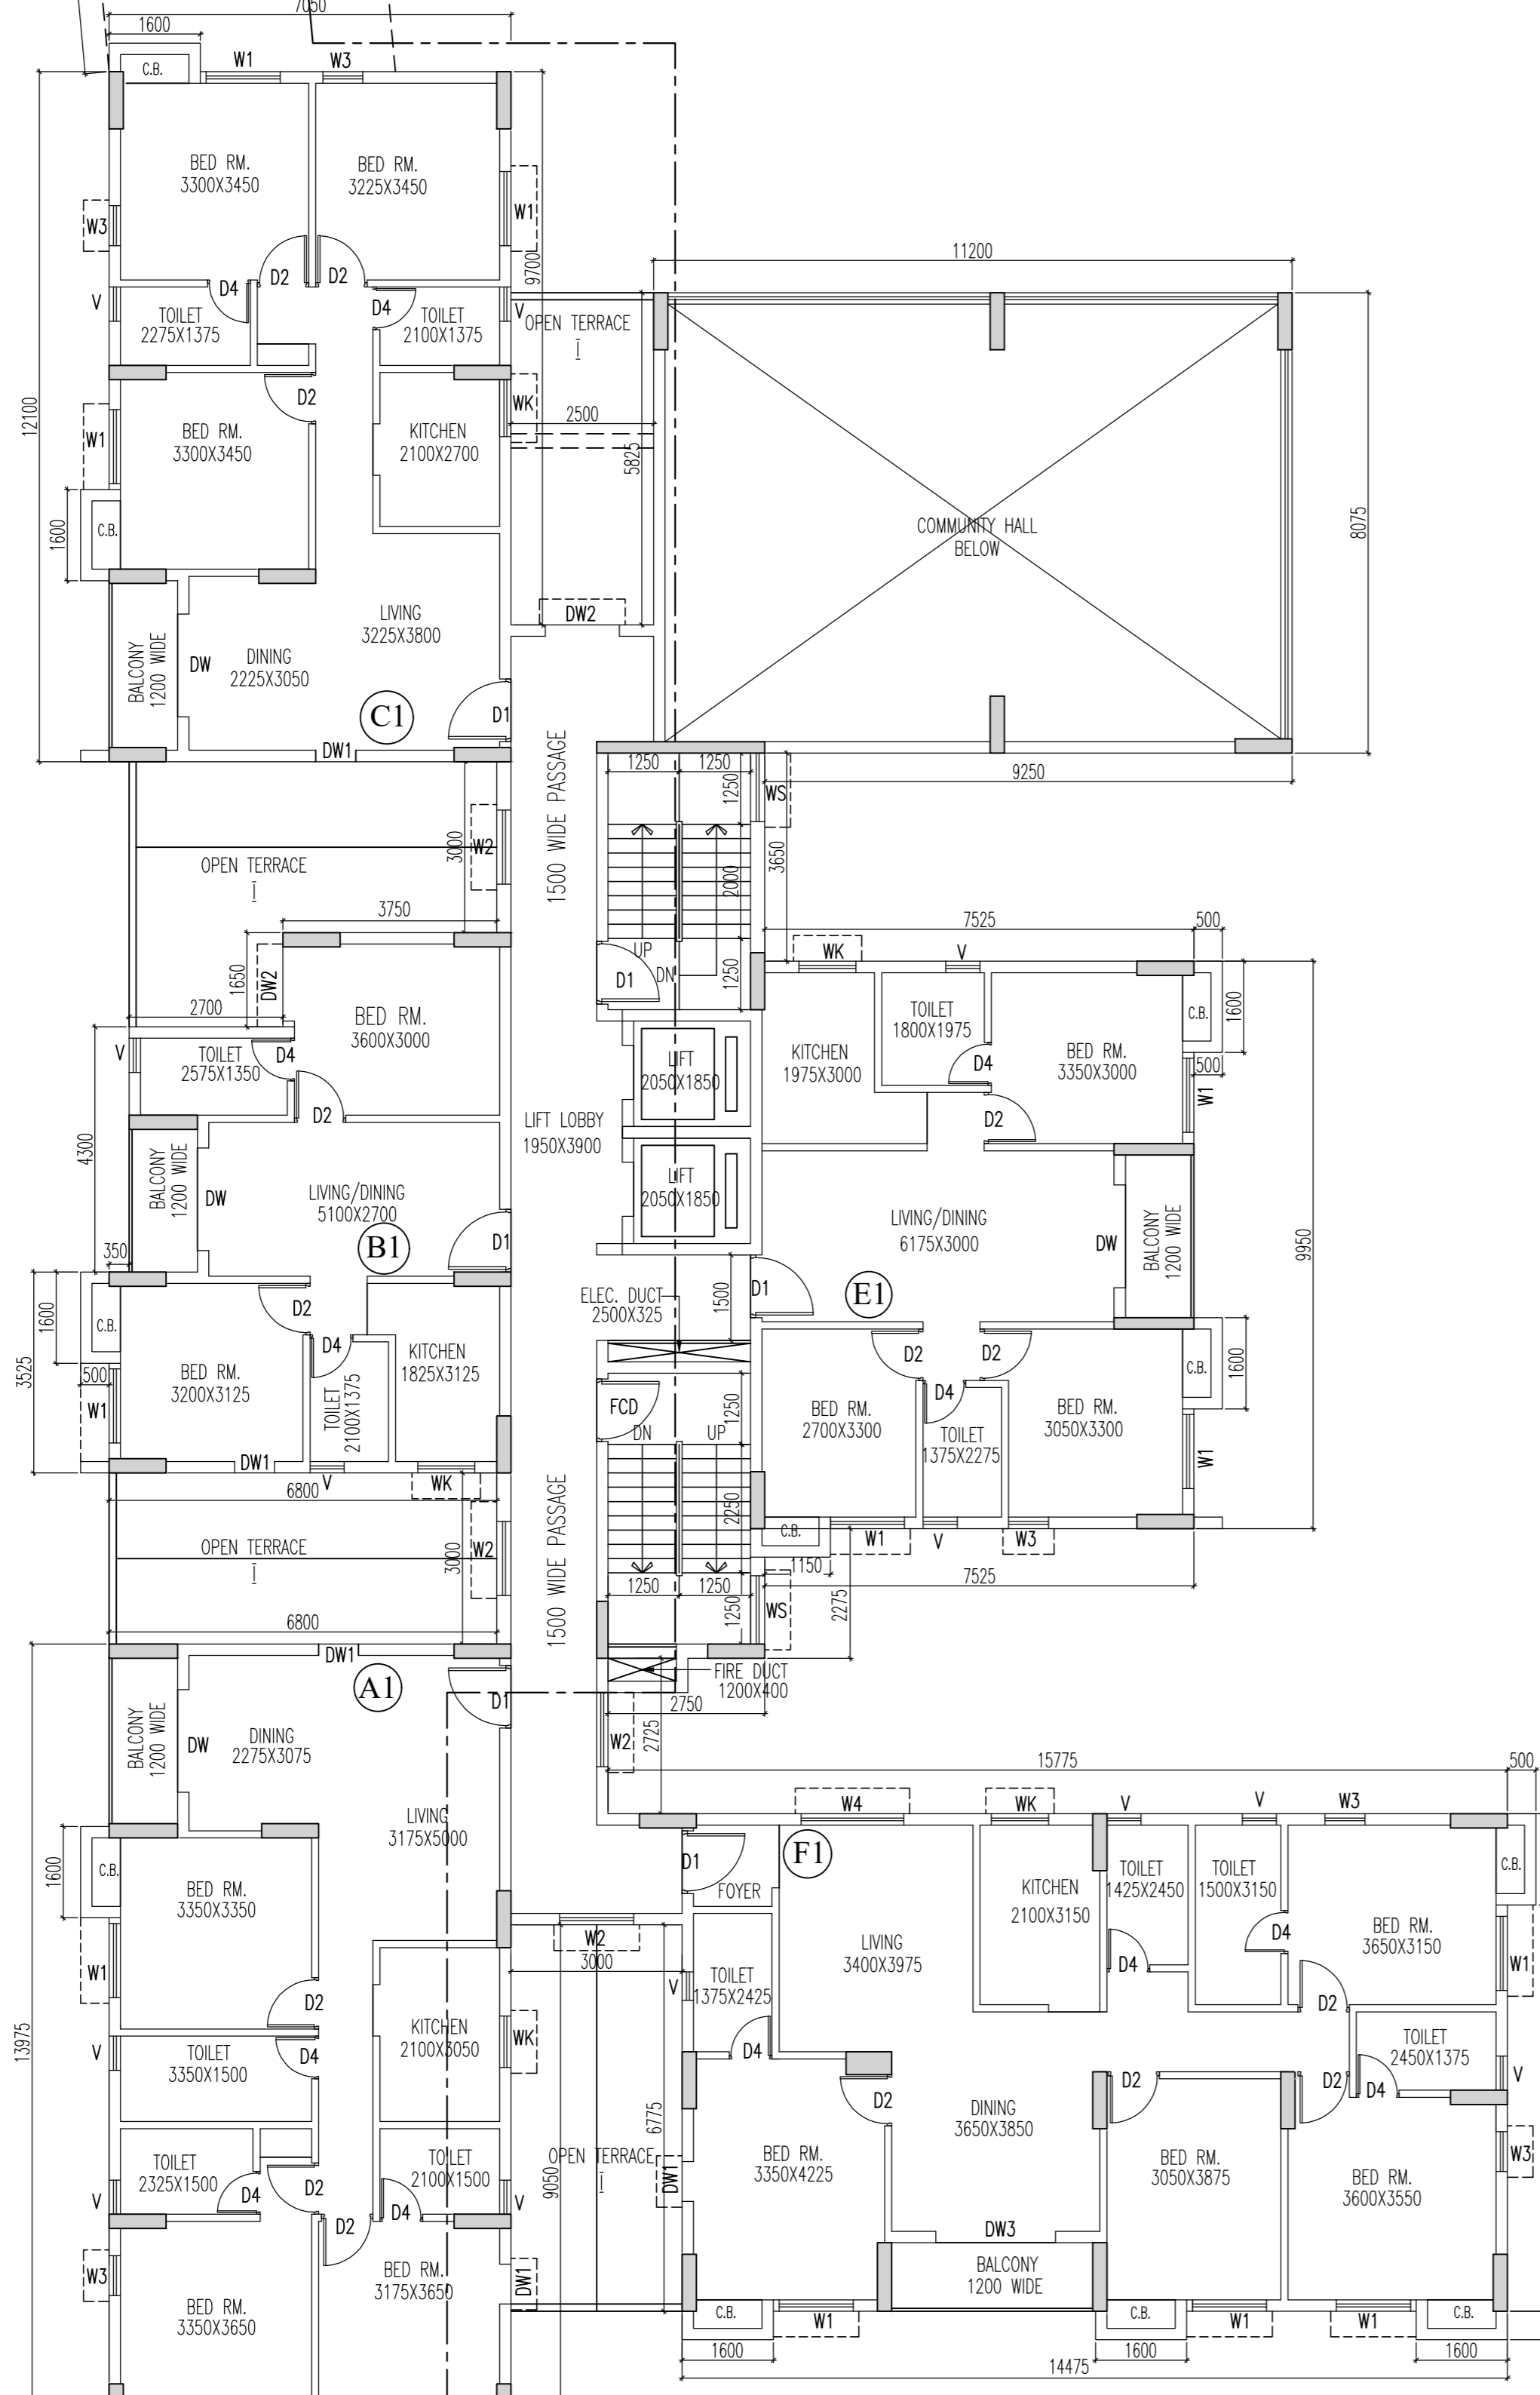 7050
1600
C.B.
W1
W3
BED RM.
3300X3450
BED RM.
3225X3450
W3
W1
9700
12100
D4
D2
D2
D4
V
TOILET
2275X1375
TOILET
2100X1375
V
OPEN TERRACE
I
11200
D2
WK
2500
5825
W1
BED RM.
3300X3450
KITCHEN
2100X2700
COMMUNITY HALL
BELOW
8075
1600
C.B.
DW2
LIVING
3225X3800
BALCONY
1200 WIDE
DW
DINING
2225X3050
C1
D1
DW1
1500 WIDE PASSAGE
1250
1250
1250
WS
9250
3000
W2
OPEN TERRACE
I
2000
3650
3750
7525
500
1650
DW2
UP
D1
DN
1250
WK
V
2700
BED RM.
3600X3000
TOILET
1800X1975
C.B.
1600
V
TOILET
2575X1350
D4
LIFT
2050X1850
KITCHEN
1975X3000
D4
BED RM.
3350X3000
500
W1
D2
LIFT LOBBY
1950X3900
D2
4300
BALCONY
1200 WIDE
DW
LIVING/DINING
5100X2700
LIFT
2050X1850
LIVING/DINING
6175X3000
DW
BALCONY
1200 WIDE
9950
B1
D1
350
ELEC. DUCT
2500X325
1500
D1
E1
1600
C.B.
D2
3525
500
W1
BED RM.
3200X3125
D4
TOILET
2100X1375
KITCHEN
1825X3125
D2
D2
C.B.
1600
FCD
DN
UP
1250
D4
BED RM.
2700X3300
TOILET
1375X2275
BED RM.
3050X3300
W1
DW1
V
WK
6800
2250
1500 WIDE PASSAGE
C.B.
W1
V
W3
OPEN TERRACE
I
3000
W2
1150
7525
1250
1250
1250
WS
2275
6800
DW1
A1
D1
FIRE DUCT
1200X400
2750
W2
2725
BALCONY
1200 WIDE
DW
DINING
2275X3075
15775
500
LIVING
3175X5000
W4
WK
V
V
W3
F1
D1
FOYER
1600
C.B.
BED RM.
3350X3350
KITCHEN
2100X3150
TOILET
1425X2450
TOILET
1500X3150
C.B.
W1
W2
3000
LIVING
3400X3975
D4
D4
BED RM.
3650X3150
W1
V
TOILET
1375X2425
13975
D2
KITCHEN
2100X3050
WK
D2
V
TOILET
3350X1500
D4
D4
TOILET
2450X1375
V
D2
D2
D2
D4
6775
DINING
3650X3850
OPEN TERRACE
I
9050
DW1
BED RM.
3350X4225
BED RM.
3050X3875
BED RM.
3600X3550
W3
TOILET
2325X1500
TOILET
2100X1500
D2
D4
V
D4
V
D2
DW3
W3
BED RM.
3350X3650
BED RM.
3175X3650
DW1
BALCONY
1200 WIDE
C.B.
W1
C.B.
W1
W1
C.B.
1600
1600
1600
14475